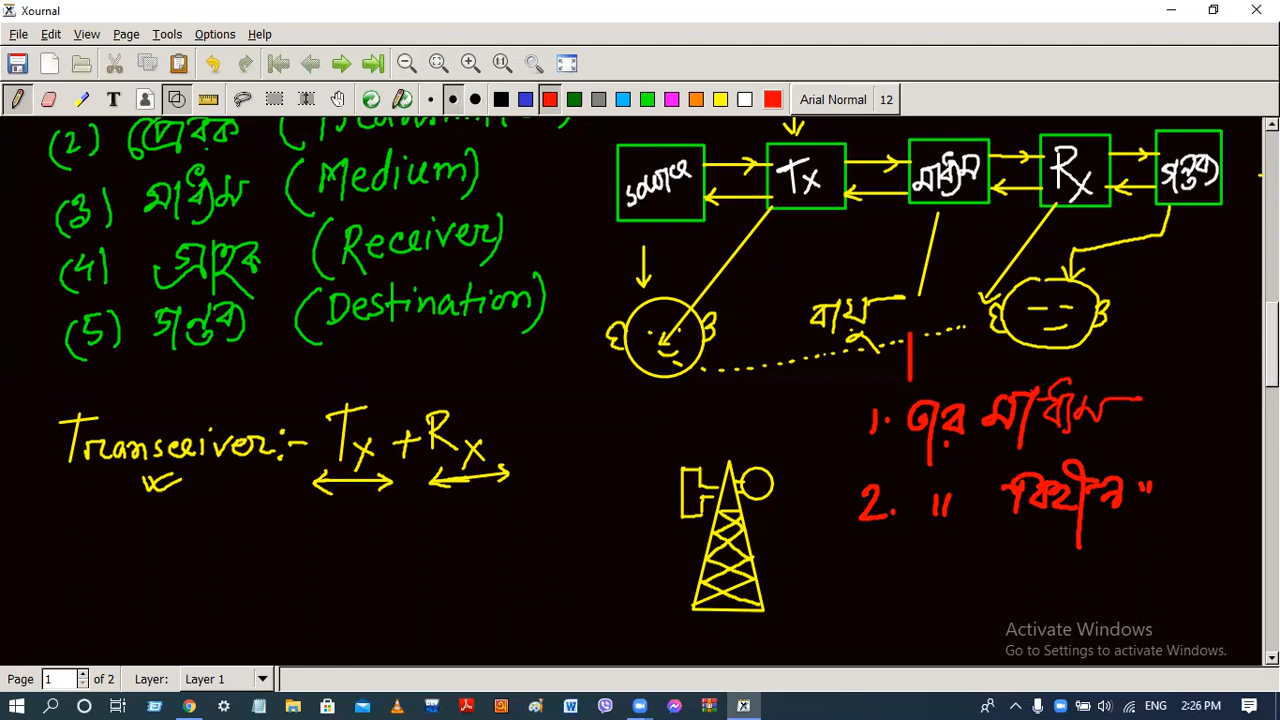 Xournal
File Edit View Page Tools Options Help
Arial Normal 12
(2) প্রেরক
(3) মাধ্যম (Medium)
(4) গ্রাহক (Receiver)
(5) গন্তব্য (Destination)
source Tx মাধ্যম Rx গন্তব্য
বায়ু
Transceiver:- Tx + Rx
1. তার মাধ্যম
2. " বিহীন "
Activate Windows
Go to Settings to activate Windows.
Page 1 of 2 Layer: Layer 1
ENG 2:26 PM